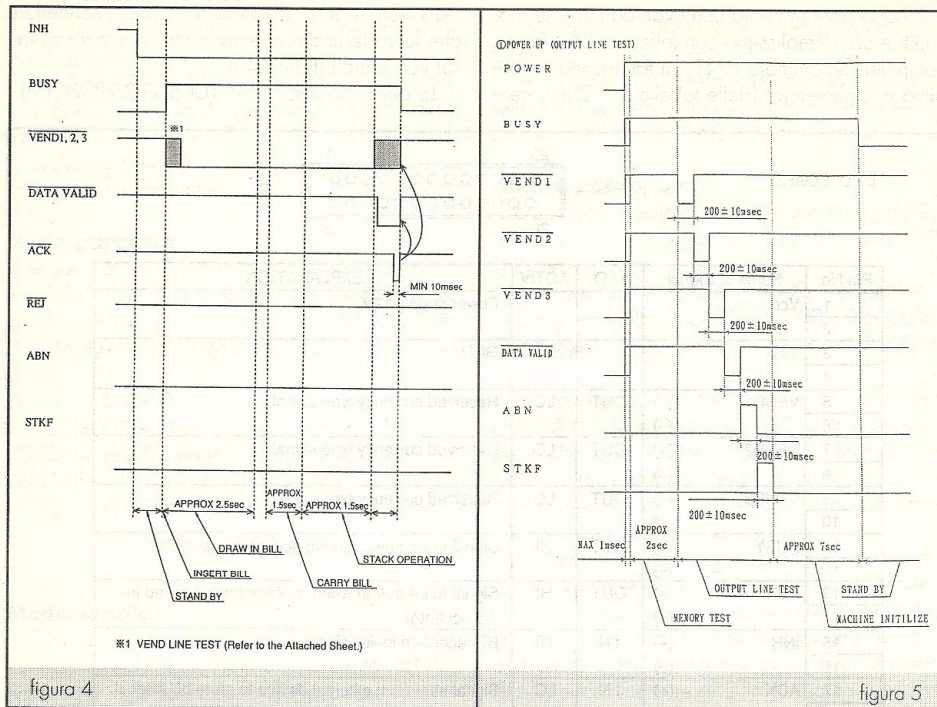 INH
BUSY
VEND1, 2, 3
※1
DATA VALID
ACK
MIN 10msec
REJ
ABN
STKF
APPROX 2.5sec
APPROX
1.5sec
APPROX 1.5sec
DRAW IN BILL
STACK OPERATION
INGERT BILL
CARRY BILL
STAND BY
※1 VEND LINE TEST (Refer to the Attached Sheet.)
figura 4
①POWER UP (OUTPUT LINE TEST)
POWER
BUSY
VEND1
200±10msec
VEND2
200±10msec
VEND3
200±10msec
DATA VALID
200±10msec
ABN
200±10msec
STKF
200±10msec
MAX 1msec
APPROX
2sec
APPROX 7sec
OUTPUT LINE TEST
STAND BY
MEMORY TEST
MACHINE INITILIZE
figura 5